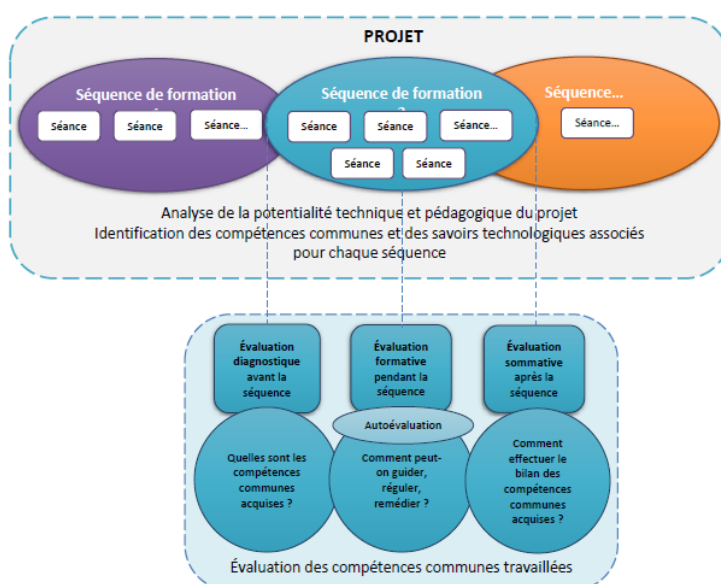 PROJET
Séquence de formation
Séance
Séance
Séance...
Séquence de formation
2
Séance
Séance
Séance...
Séance
Séance
Séquence...
Séance...
Analyse de la potentialité technique et pédagogique du projet
Identification des compétences communes et des savoirs technologiques associés
pour chaque séquence
Évaluation
diagnostique
avant la
séquence
Évaluation
formative
pendant la
séquence
Évaluation
sommative
après la
séquence
Autoévaluation
Quelles sont les
compétences
communes
acquises ?
Comment peut-
on guider,
réguler,
remédier ?
Comment
effectuer le
bilan des
compétences
communes
acquises ?
Évaluation des compétences communes travaillées